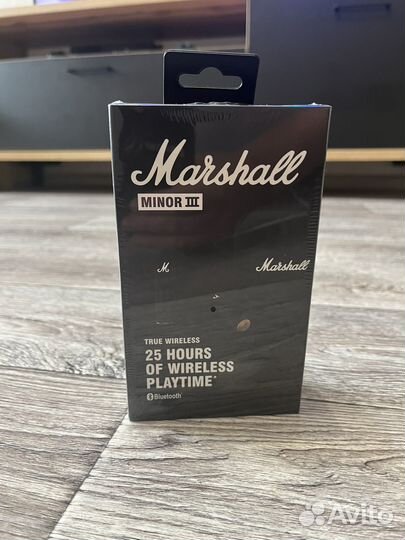 Marshall
MINOR III
M
Marshall
TRUE WIRELESS
25 HOURS
OF WIRELESS
PLAYTIME*
Bluetooth
Avito